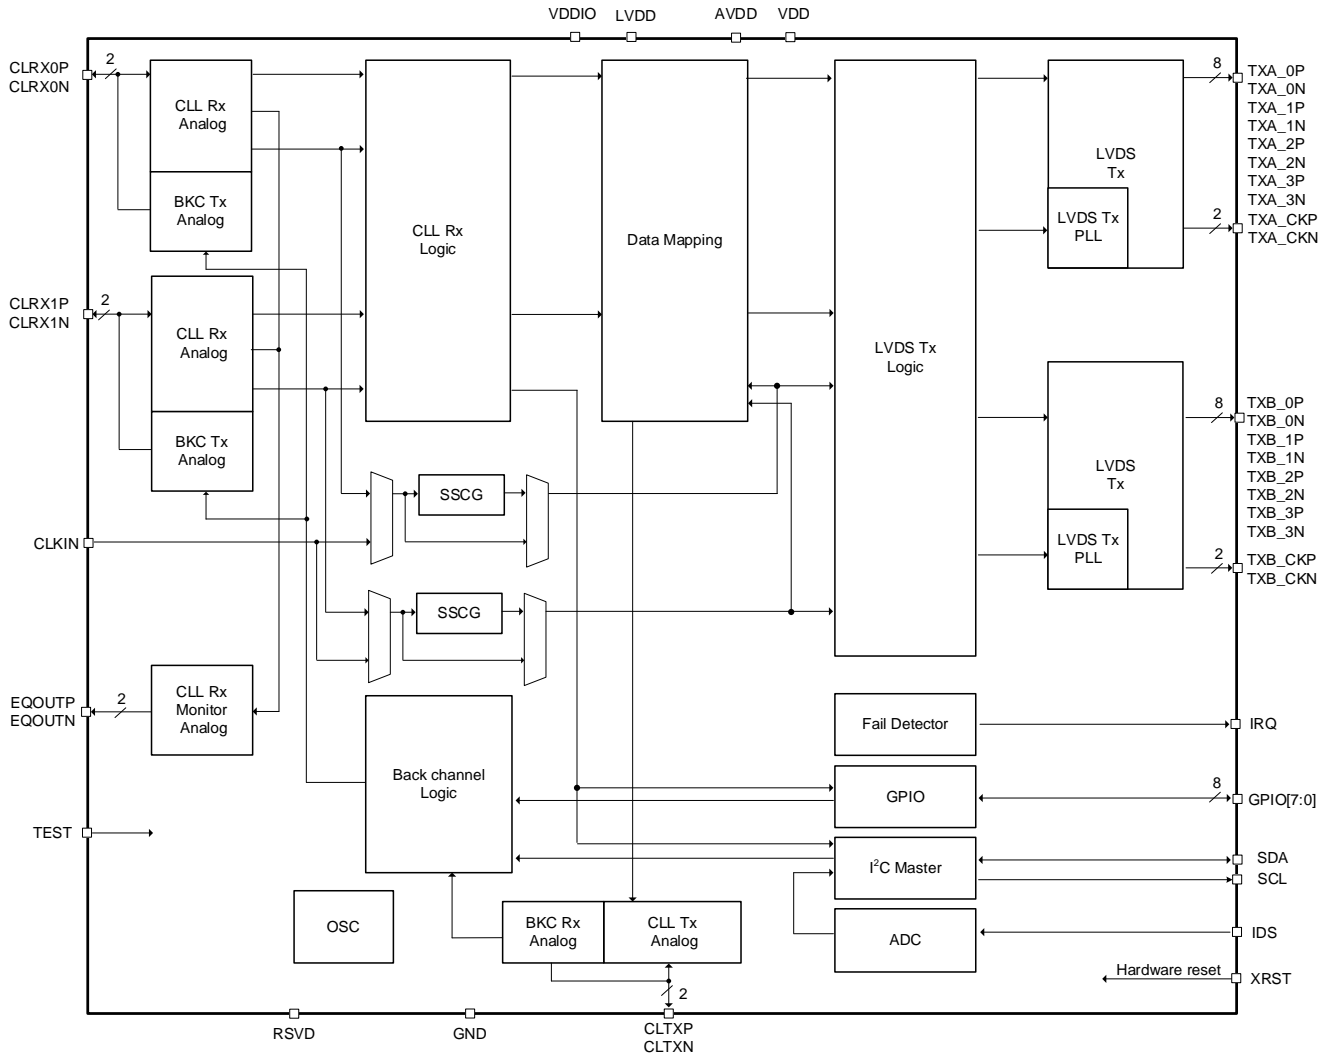 VDDIO
LVDD
AVDD
VDD
CLRX0P
CLRX0N
2
CLL Rx
Analog
BKC Tx
Analog
CLL Rx
Logic
Data Mapping
LVDS Tx
Logic
LVDS
Tx
LVDS Tx
PLL
8
TXA_0P
TXA_0N
TXA_1P
TXA_1N
TXA_2P
TXA_2N
TXA_3P
TXA_3N
2
TXA_CKP
TXA_CKN
CLRX1P
CLRX1N
2
CLL Rx
Analog
BKC Tx
Analog
LVDS
Tx
LVDS Tx
PLL
8
TXB_0P
TXB_0N
TXB_1P
TXB_1N
TXB_2P
TXB_2N
TXB_3P
TXB_3N
2
TXB_CKP
TXB_CKN
SSCG
CLKIN
SSCG
EQOUTP
EQOUTN
2
CLL Rx
Monitor
Analog
Back channel
Logic
Fail Detector
IRQ
GPIO
8
GPIO[7:0]
TEST
I2C Master
SDA
SCL
OSC
BKC Rx
Analog
CLL Tx
Analog
ADC
IDS
Hardware reset
XRST
2
RSVD
GND
CLTXP
CLTXN